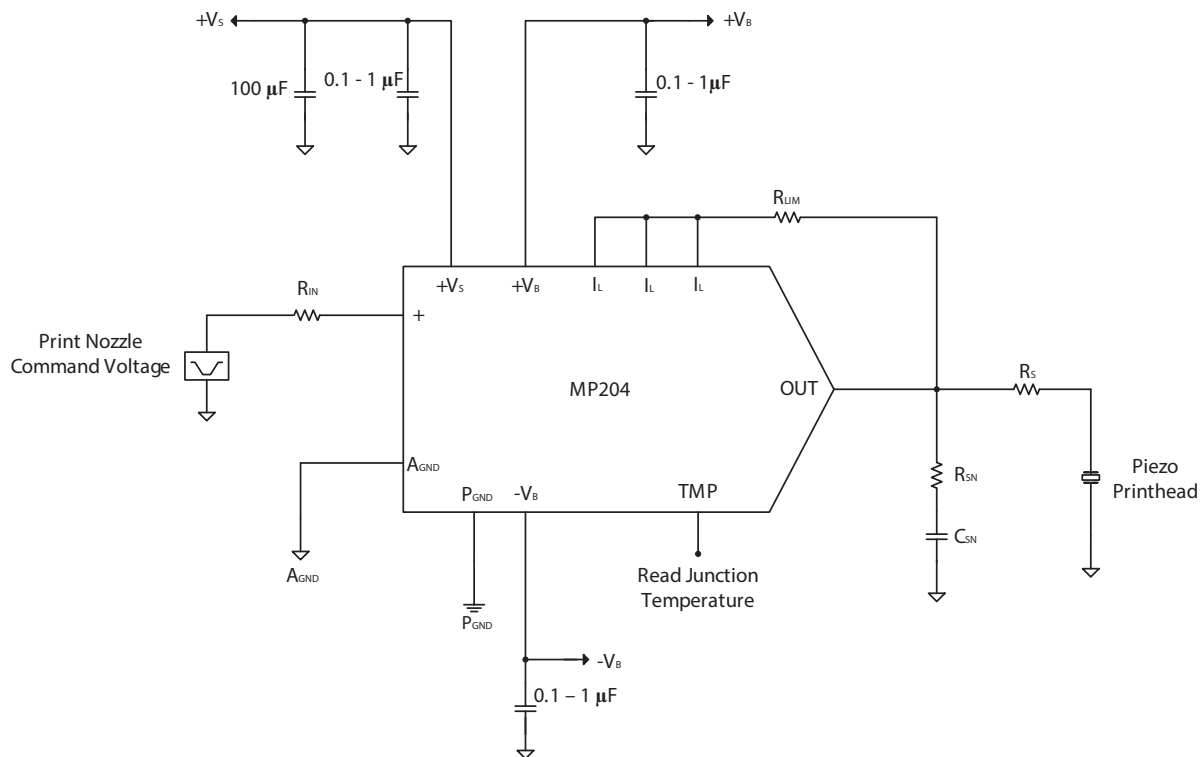 +VS
+VB
100 μF
0.1 - 1 μF
0.1 - 1μF
RLIM
+VS
+VB
IL
IL
IL
RIN
+
Print Nozzle
Command Voltage
MP204
OUT
RS
AGND
PGND
-VB
TMP
RSN
Piezo
Printhead
CSN
AGND
Read Junction
Temperature
PGND
-VB
0.1 – 1 μF